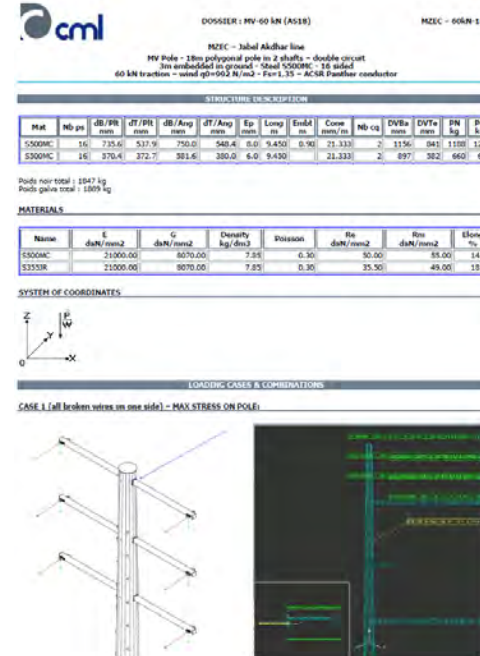 cml
DOSSIER : MV-60 kN (AS18)
MZEC - 60kN-1
MZEC - Jabel Akdhar line
MV Pole - 18m polygonal pole in 2 shafts - double circuit
3m embedded in ground - Steel S500MC - 16 sided
60 kN traction - wind q0=902 N/m2 - Fs=1.35 - ACSR Panther conductor
STRUCTURE DESCRIPTION
Mat Nb ps dB/Plt mm dT/Plt mm dB/Ang mm dT/Ang mm Ep mm Long m Embt m Cone mm/m Nb cq DVBa mm DVTe mm PN kg
S500MC 16 735.6 537.9 750.0 548.4 8.0 9.450 0.90 21.333 2 1156 841 1188
S500MC 16 570.4 372.7 581.6 380.0 6.0 9.450 21.333 2 897 582 660
Poids noir total : 1847 kg
Poids galva total : 1889 kg
MATERIALS
Name E daN/mm2 G daN/mm2 Density kg/dm3 Poisson Re daN/mm2 Rm daN/mm2 %
S500MC 21000.00 8070.00 7.85 0.30 50.00 55.00 14
S355JR 21000.00 8070.00 7.85 0.30 35.50 49.00
SYSTEM OF COORDINATES
Z P
W
Y
X
0
LOADING CASES & COMBINATIONS
CASE 1 (all broken wires on one side) - MAX STRESS ON POLE: